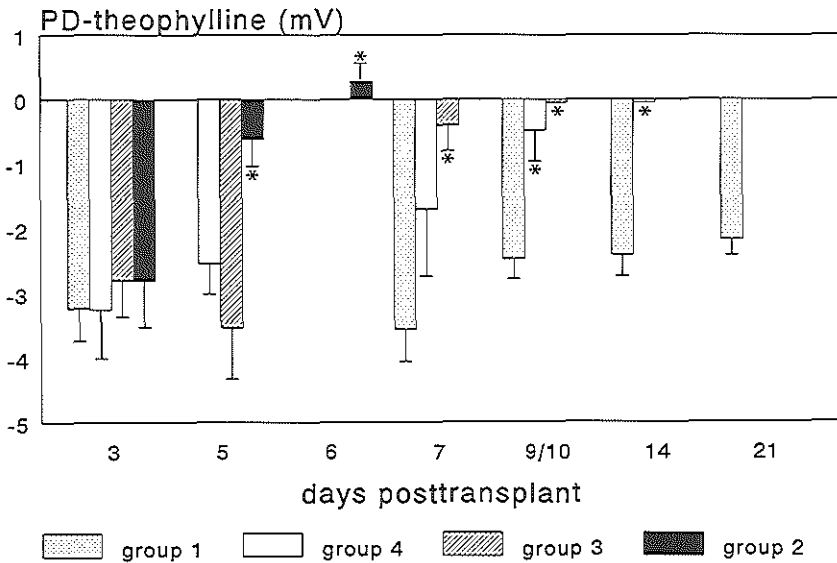 PD-theophylline (mV)
1
0
-1
-2
-3
-4
-5
* * * * * *
3 5 6 7 9/10 14 21
days posttransplant
group 1 group 4 group 3 group 2